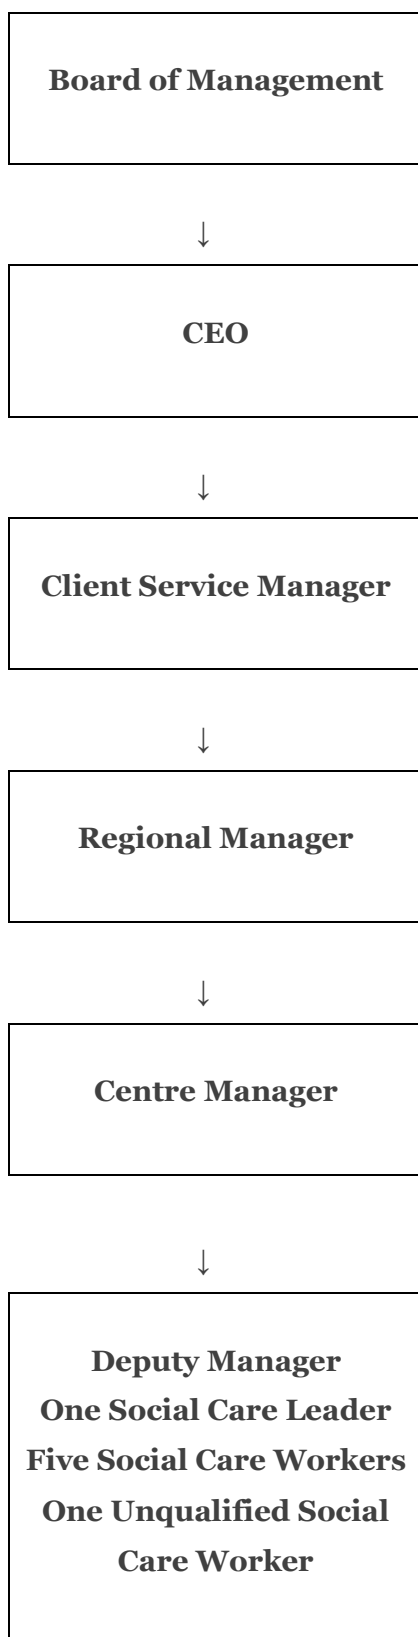 Board of Management
↓
CEO
↓
Client Service Manager
↓
Regional Manager
↓
Centre Manager
↓
Deputy Manager
One Social Care Leader
Five Social Care Workers
One Unqualified Social
Care Worker